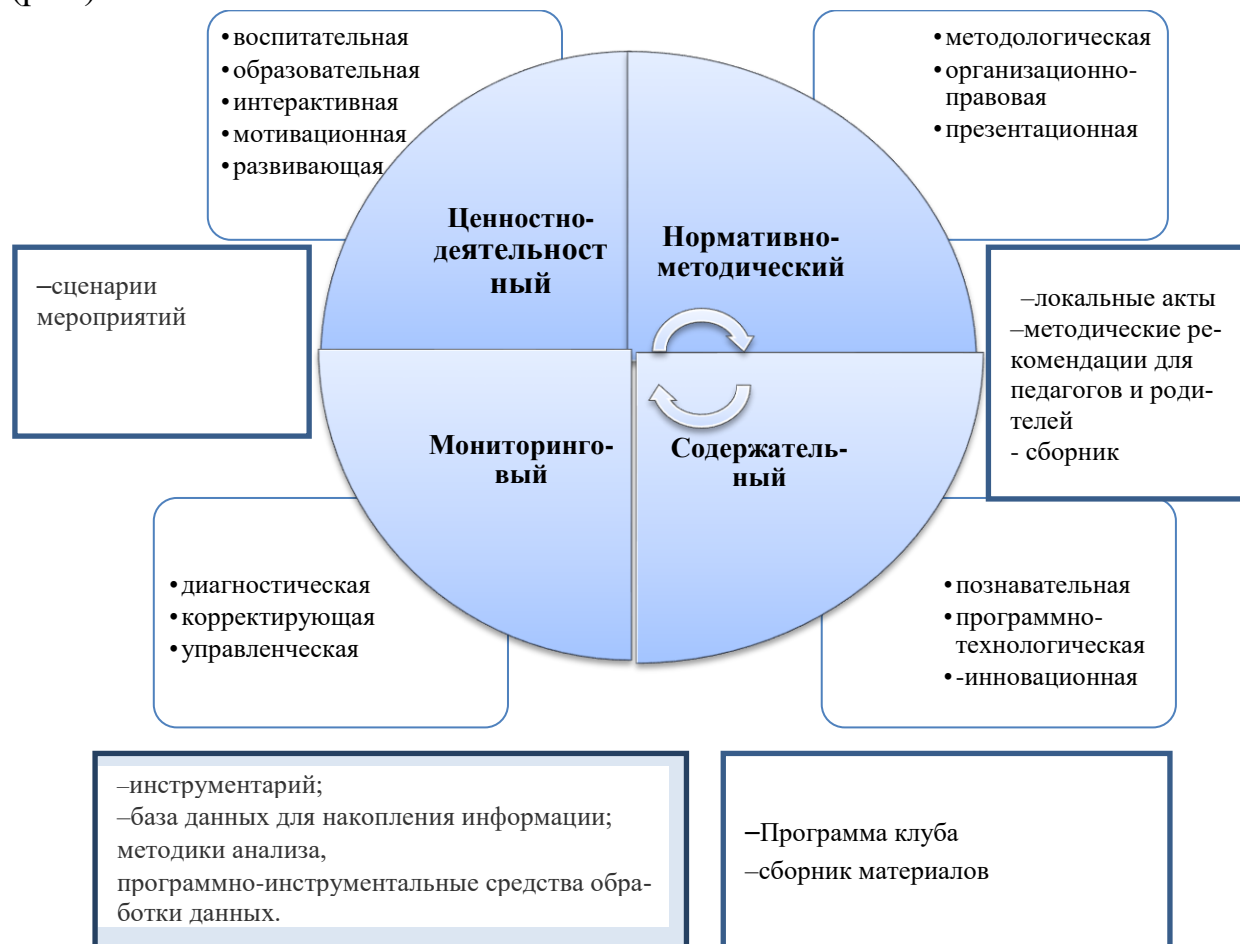 • воспитательная
• образовательная
• интерактивная
• мотивационная
• развивающая
• методологическая
• организационно-
правовая
• презентационная
Ценностно-
деятельност
ный
Нормативно-
методический
–сценарии
мероприятий
–локальные акты
–методические ре-
комендации для
педагогов и роди-
телей
- сборник
Мониторинго-
вый
Содержатель-
ный
• диагностическая
• корректирующая
• управленческая
• познавательная
• программно-
технологическая
• -инновационная
–инструментарий;
–база данных для накопления информации;
методики анализа,
программно-инструментальные средства обра-
ботки данных.
–Программа клуба
–сборник материалов